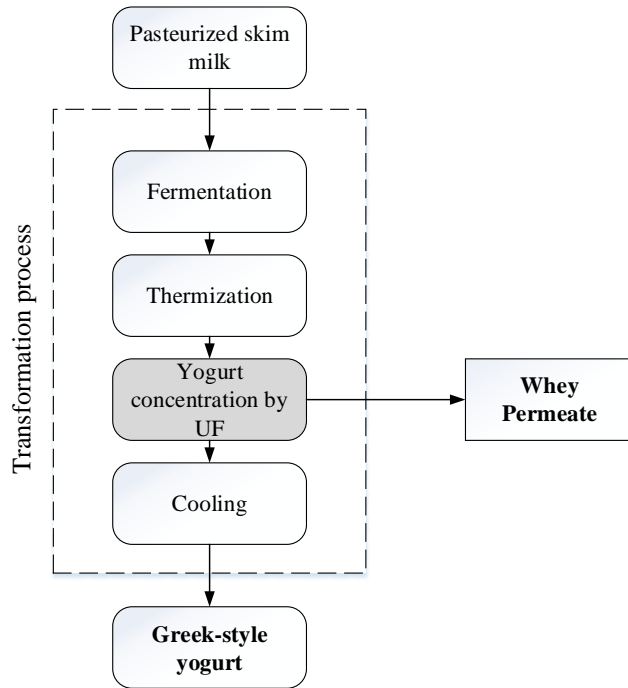 Pasteurized skim
milk
Transformation process
Fermentation
Thermization
Yogurt
concentration by
UF
Whey
Permeate
Cooling
Greek-style
yogurt